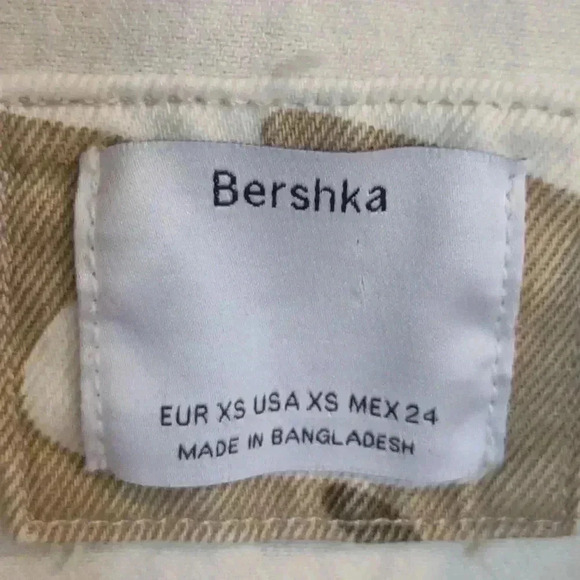 Bershka
EUR XS USA XS MEX 24
MADE IN BANGLADESH